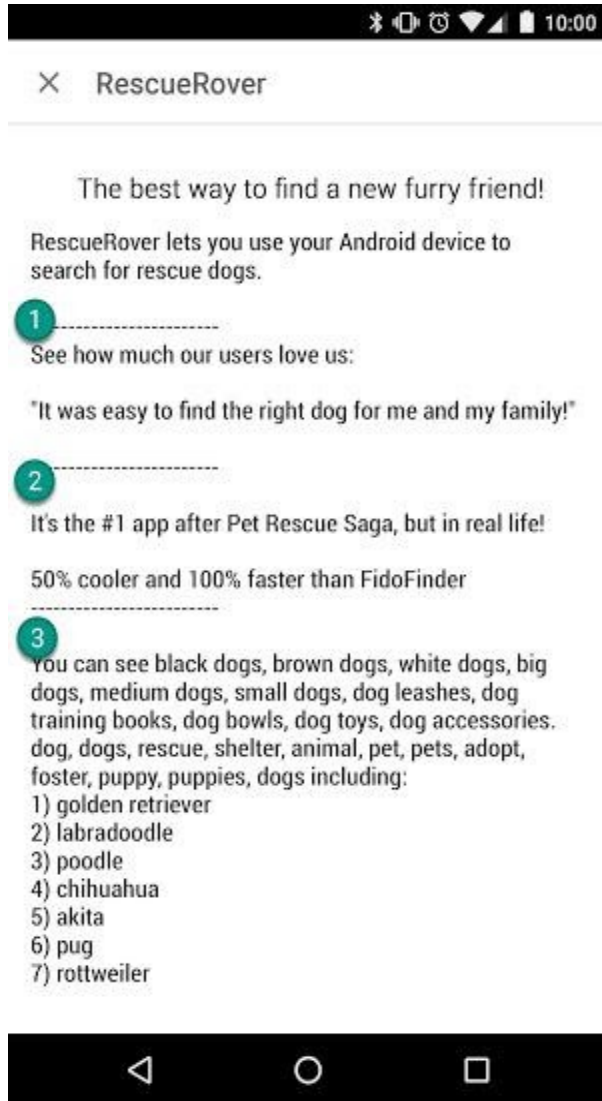 10:00
RescueRover
The best way to find a new furry friend!
RescueRover lets you use your Android device to
search for rescue dogs.
1
----------------------
See how much our users love us:
"It was easy to find the right dog for me and my family!"
----------------------
2
It's the #1 app after Pet Rescue Saga, but in real life!
50% cooler and 100% faster than FidoFinder
-------------------------
3
You can see black dogs, brown dogs, white dogs, big
dogs, medium dogs, small dogs, dog leashes, dog
training books, dog bowls, dog toys, dog accessories.
dog, dogs, rescue, shelter, animal, pet, pets, adopt,
foster, puppy, puppies, dogs including:
1) golden retriever
2) labradoodle
3) poodle
4) chihuahua
5) akita
6) pug
7) rottweiler